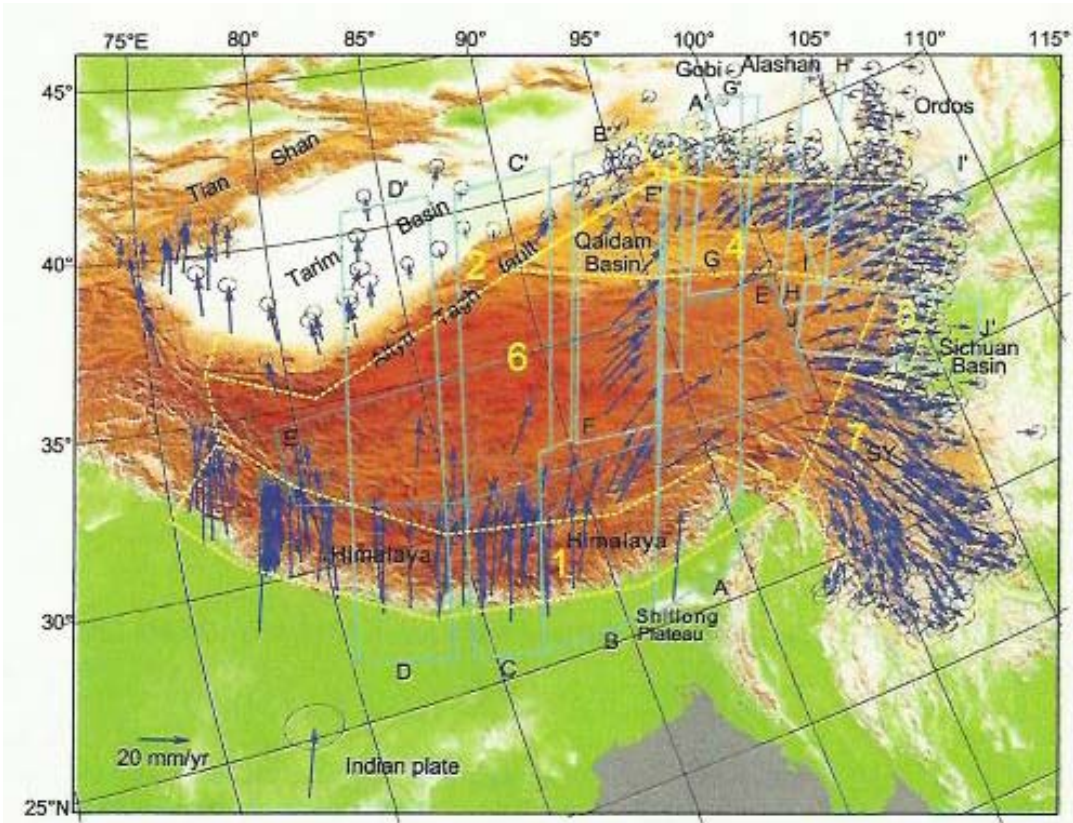 75°E 80° 85° 90° 95° 100° 105° 110° 115°
Gobi Alashan H'
G'
45°
A'
Ordos
B'
Tian Shan
C'
I'
D'
3
F'
Tarim Basin
Qaidam
Basin
4
G
I
40°
2
Altyn Tagh fault
E'
H
5
J
J'
Sichuan
Basin
6
35°
E
F
7
SY
Himalaya
1
Himalaya
A
30°
Shillong
Plateau
B
D
C
20 mm/yr
Indian plate
25°N